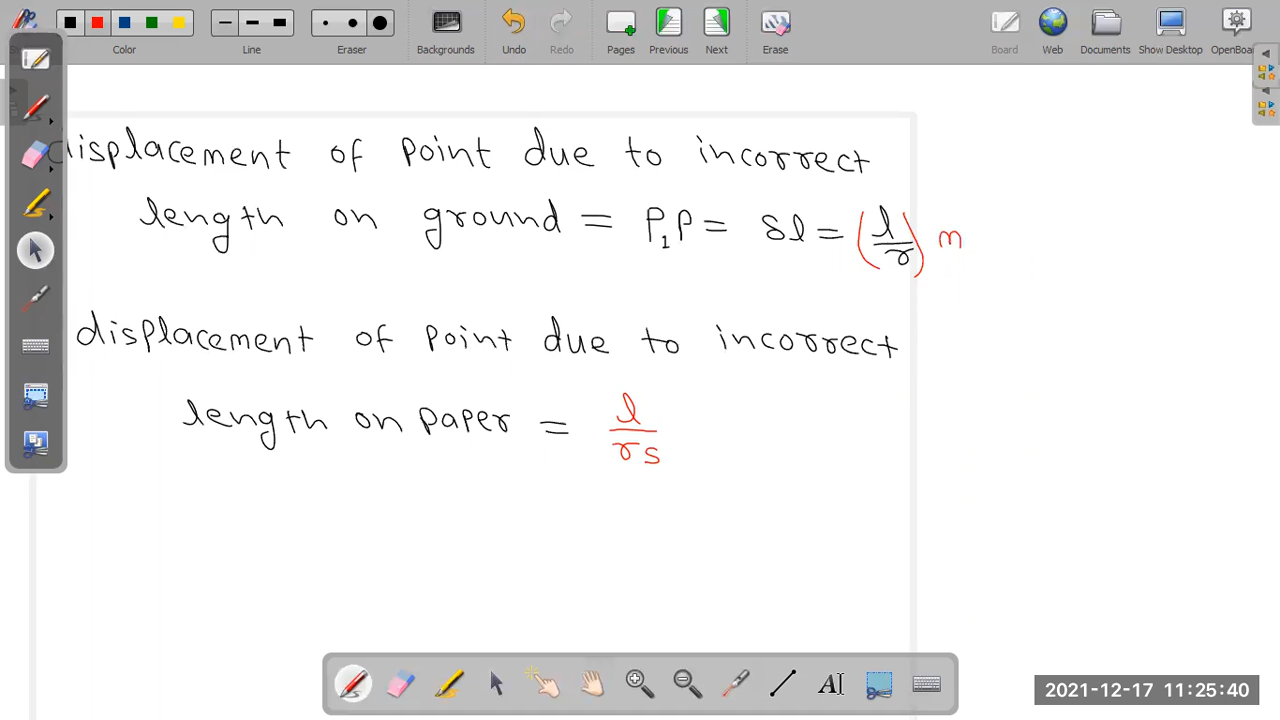 Color Line Eraser Backgrounds Undo Redo Pages Previous Next Erase Board Web Documents Show Desktop OpenBoard
displacement of point due to incorrect
length on ground = P₁P = δl = (l/r) m
displacement of point due to incorrect
length on paper = l/rs
2021-12-17 11:25:40